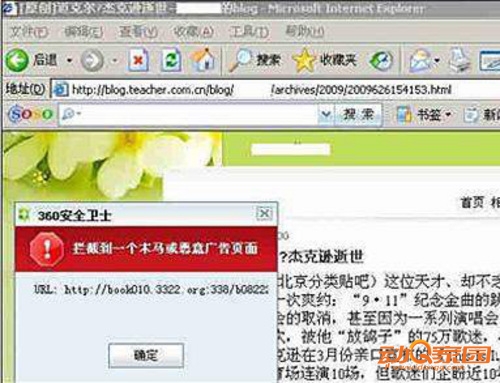 [原创]迈克尔?杰克逊逝世 - 的blog - Microsoft Internet Explorer
文件(F) 编辑(E) 查看(V) 收藏(A) 工具(T) 帮助(H)
后退 搜索 收藏夹
地址(D) http://blog.teacher.com.cn/blog/ /archives/2009/2009626154153.html
SOSO 搜索 书签
首页
360安全卫士
?杰克逊逝世
拦截到一个木马或恶意广告页面
北京分类贴吧）这位天才、却不
URL: http://book010.3322.org:338/b0822
一次爽约：“9·11”纪念金曲的
会的取消，甚至因为一系列演唱会
，被他“放鸽子”的75万歌迷，
克逊在3月份亲口宣布的
确定
场连演10场，但歌迷们企盼近10